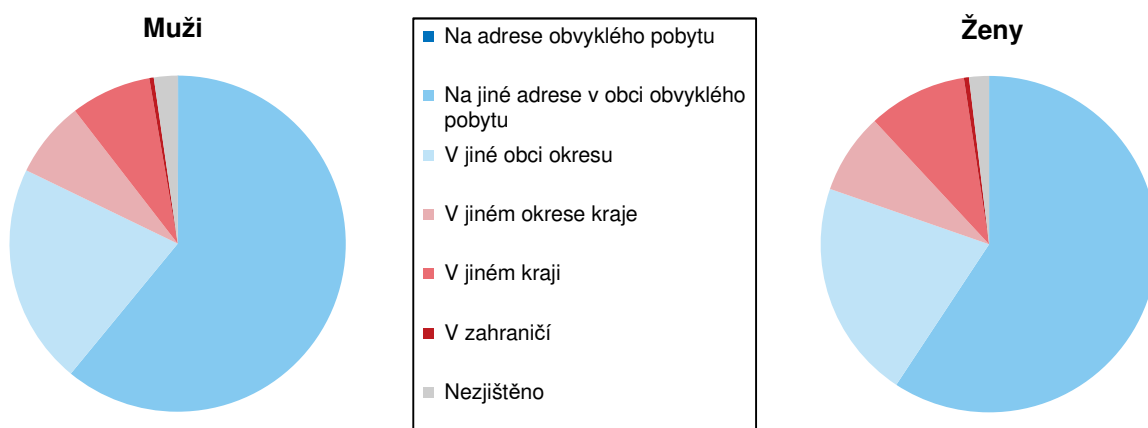 Muži
Na adrese obvyklého pobytu
Na jiné adrese v obci obvyklého
pobytu
V jiné obci okresu
V jiném okrese kraje
V jiném kraji
V zahraničí
Nezjištěno
Ženy